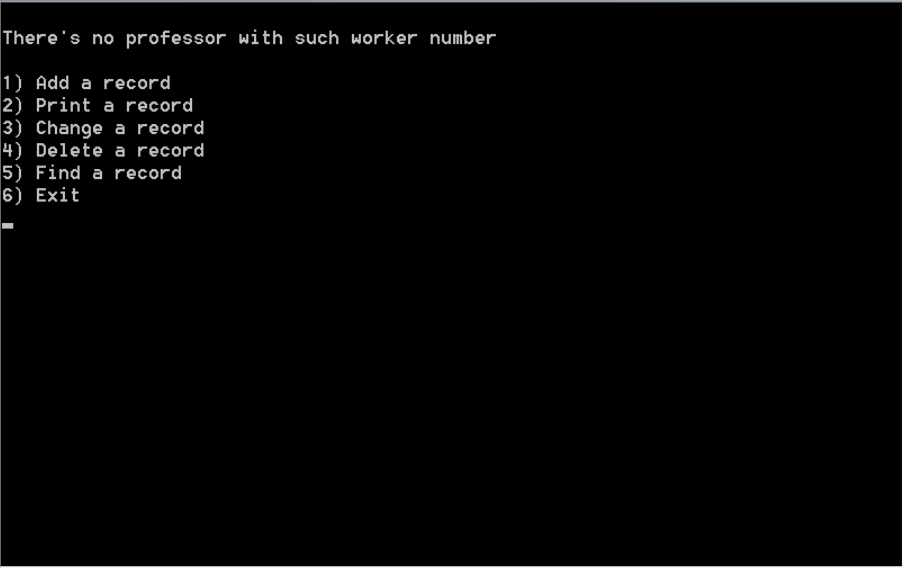 There's no professor with such worker number
1) Add a record
2) Print a record
3) Change a record
4) Delete a record
5) Find a record
6) Exit